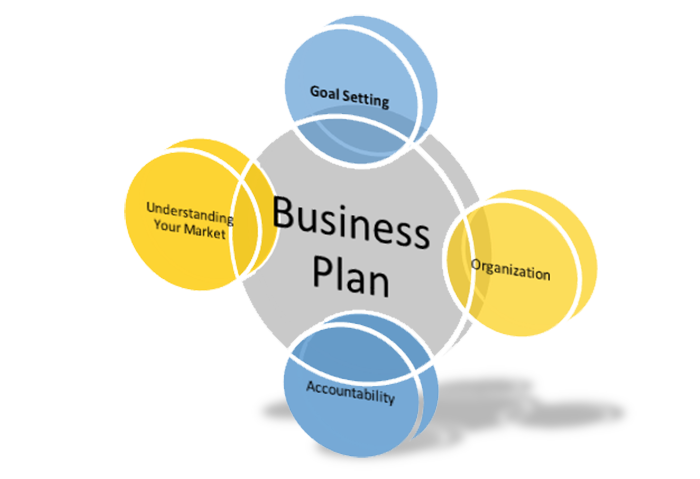 Goal Setting
Understanding
Your Market
Business
Plan
Organization
Accountability